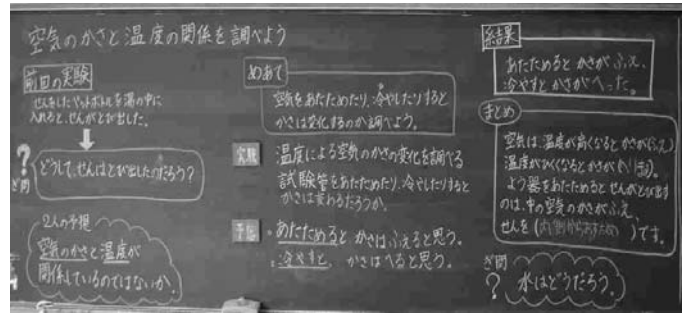 空気のかさと温度の関係を調べよう
前回の実験
せんをしたペットボトルを湯の中に
入れると、せんがとび出した。
?
ぎ問
どうして、せんはとび出したのだろう?
2人の予想
空気のかさと温度が
関係しているのではないか。
めあて
空気をあたためたり、冷やしたりすると
かさは変化するのか調べよう。
実験
温度による空気のかさの変化を調べる
試験管をあたためたり、冷やしたりすると
かさは変わるだろうか。
予想
・あたためると かさはふえると思う。
・冷やすと、かさはへると思う。
結果
あたためると かさがふえ、
冷やすと かさがへった。
まとめ
空気は、温度が高くなるとかさが(ふえ)
温度が低くなるとかさが(へる)。
よう器をあたためるとせんがとび出す
のは、中の空気のかさがふえ、
せんを(内側からおすため)です。
ぎ問
?
水はどうだろう。